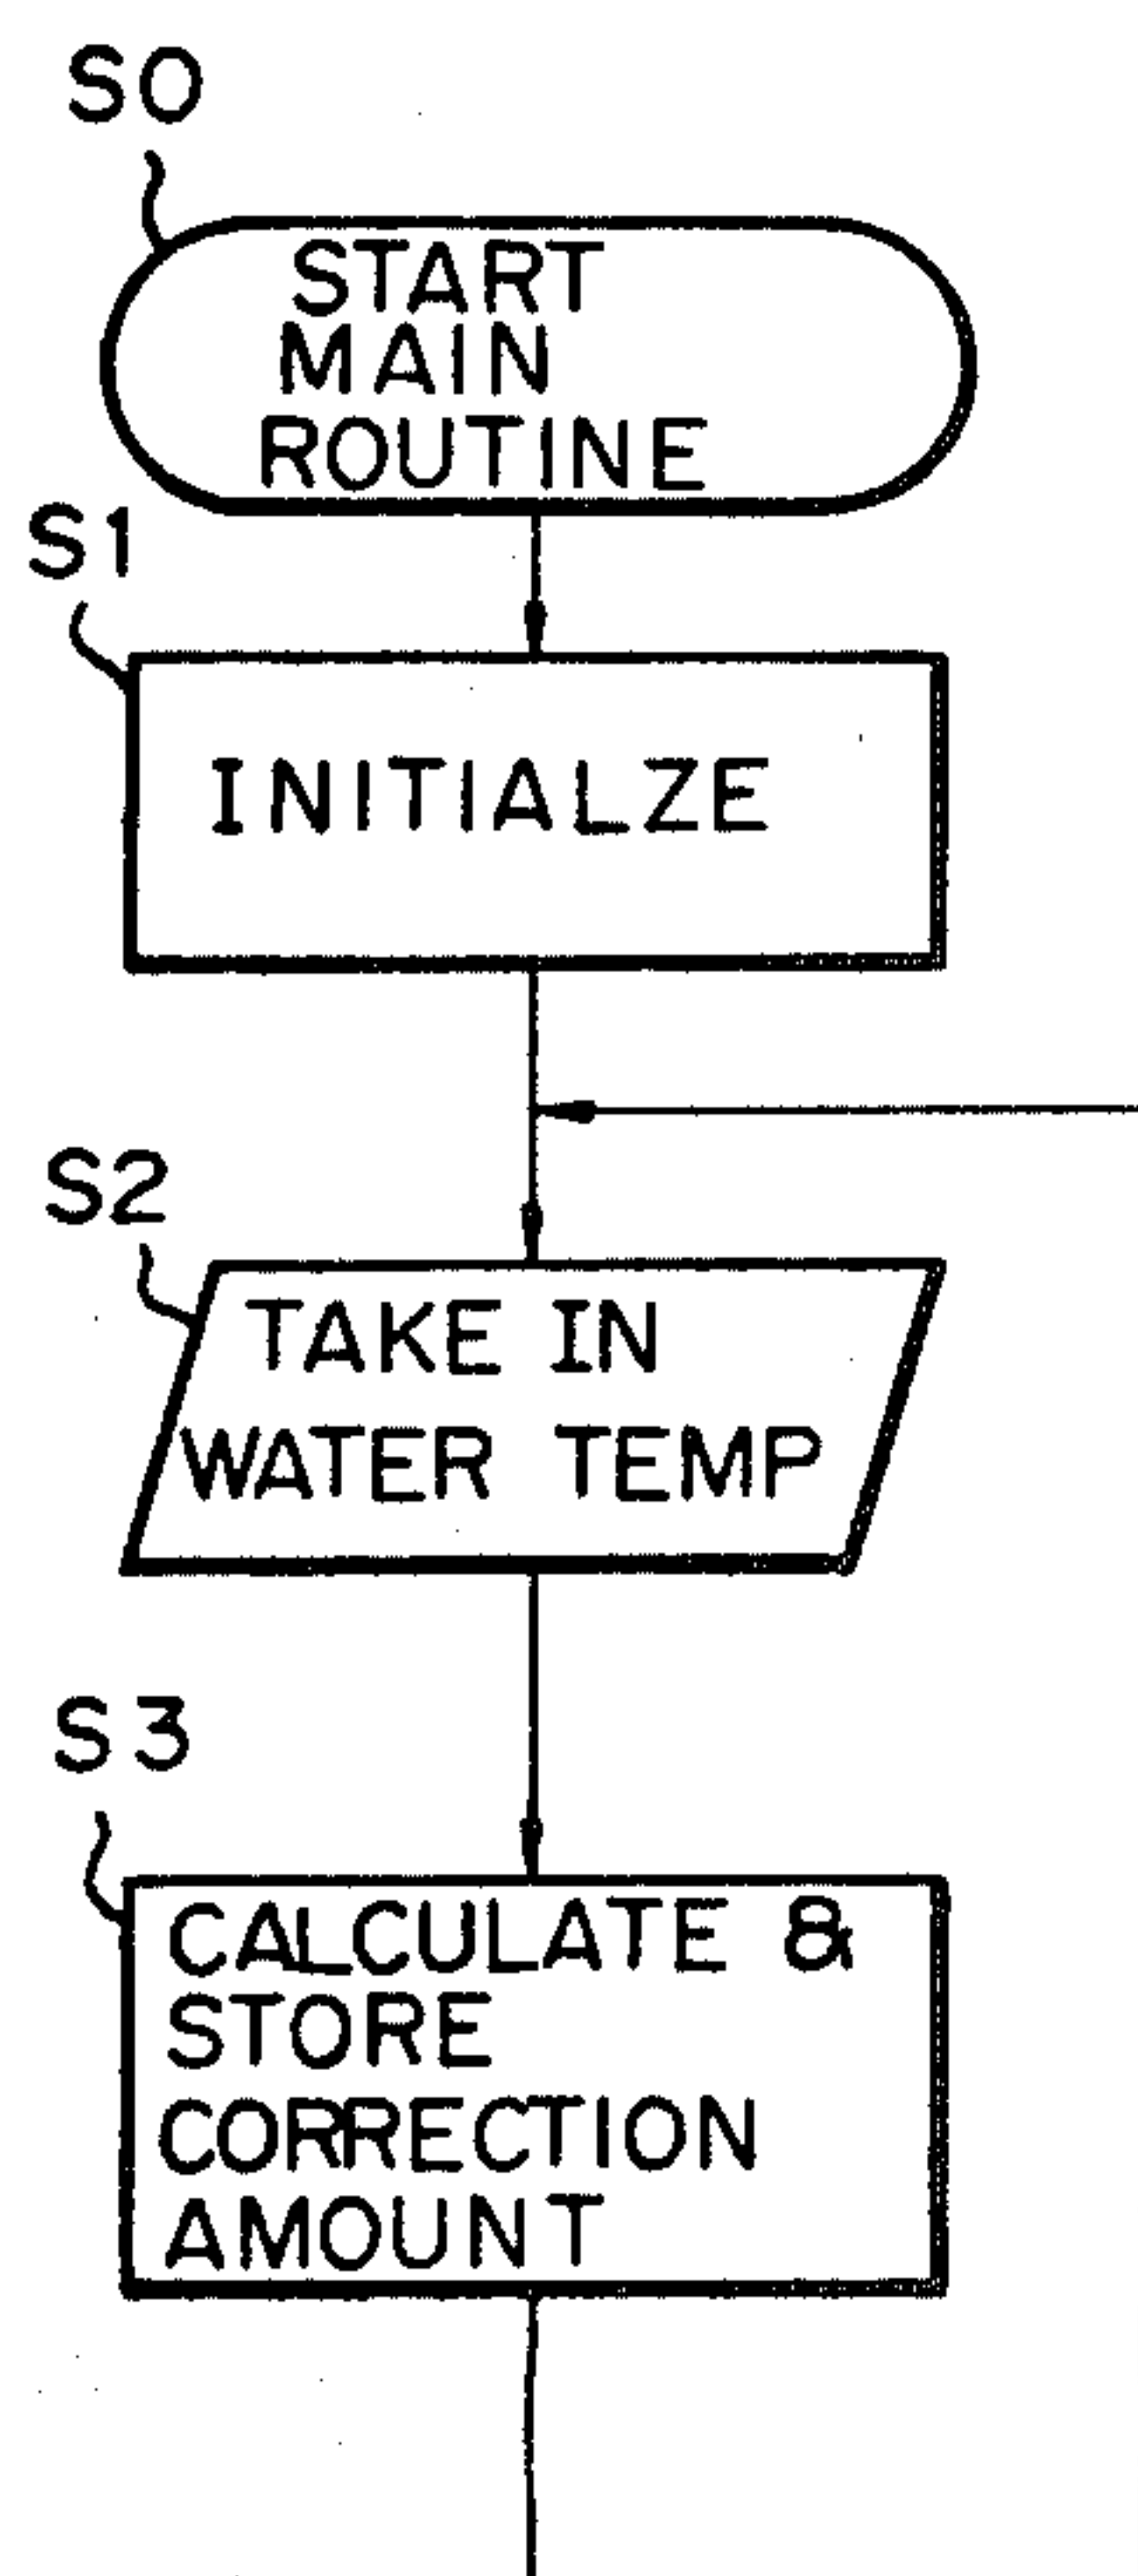 S0
START
MAIN
ROUTINE
S1
INITIALZE
S2
TAKE IN
WATER TEMP
S3
CALCULATE &
STORE
CORRECTION
AMOUNT